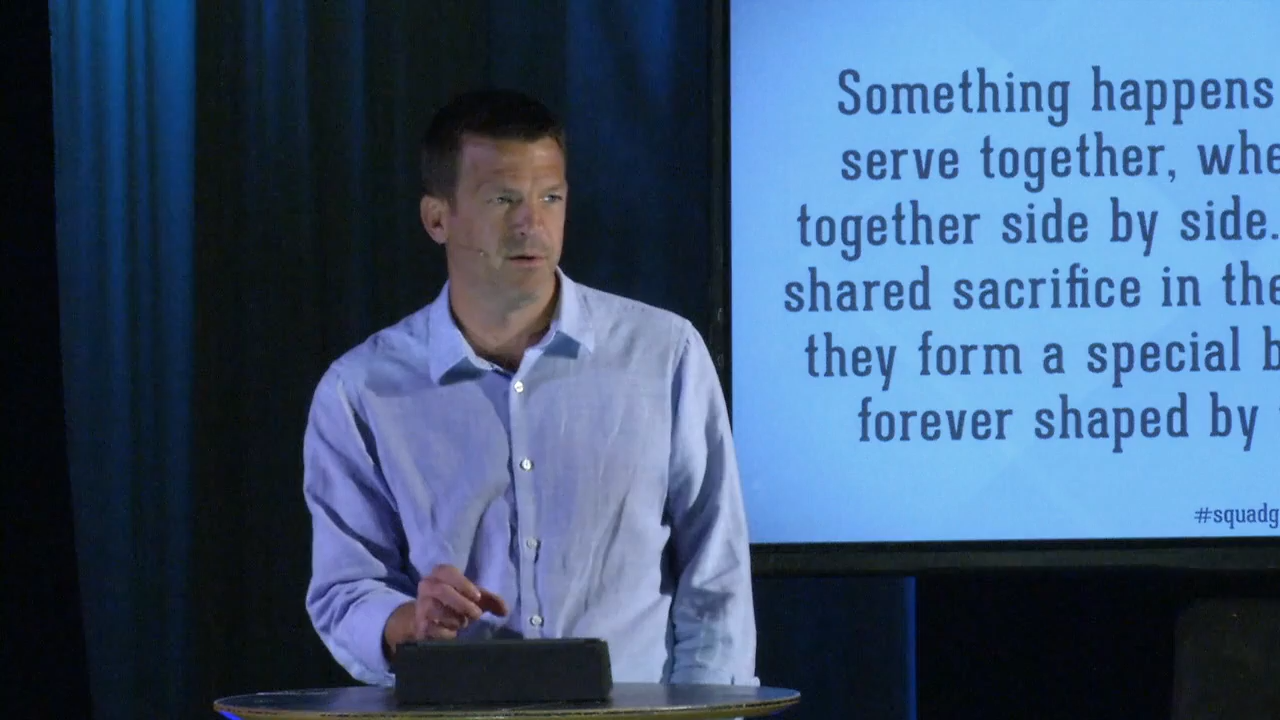 Something happens
serve together, whe
together side by side.
shared sacrifice in the
they form a special b
forever shaped by
#squadg